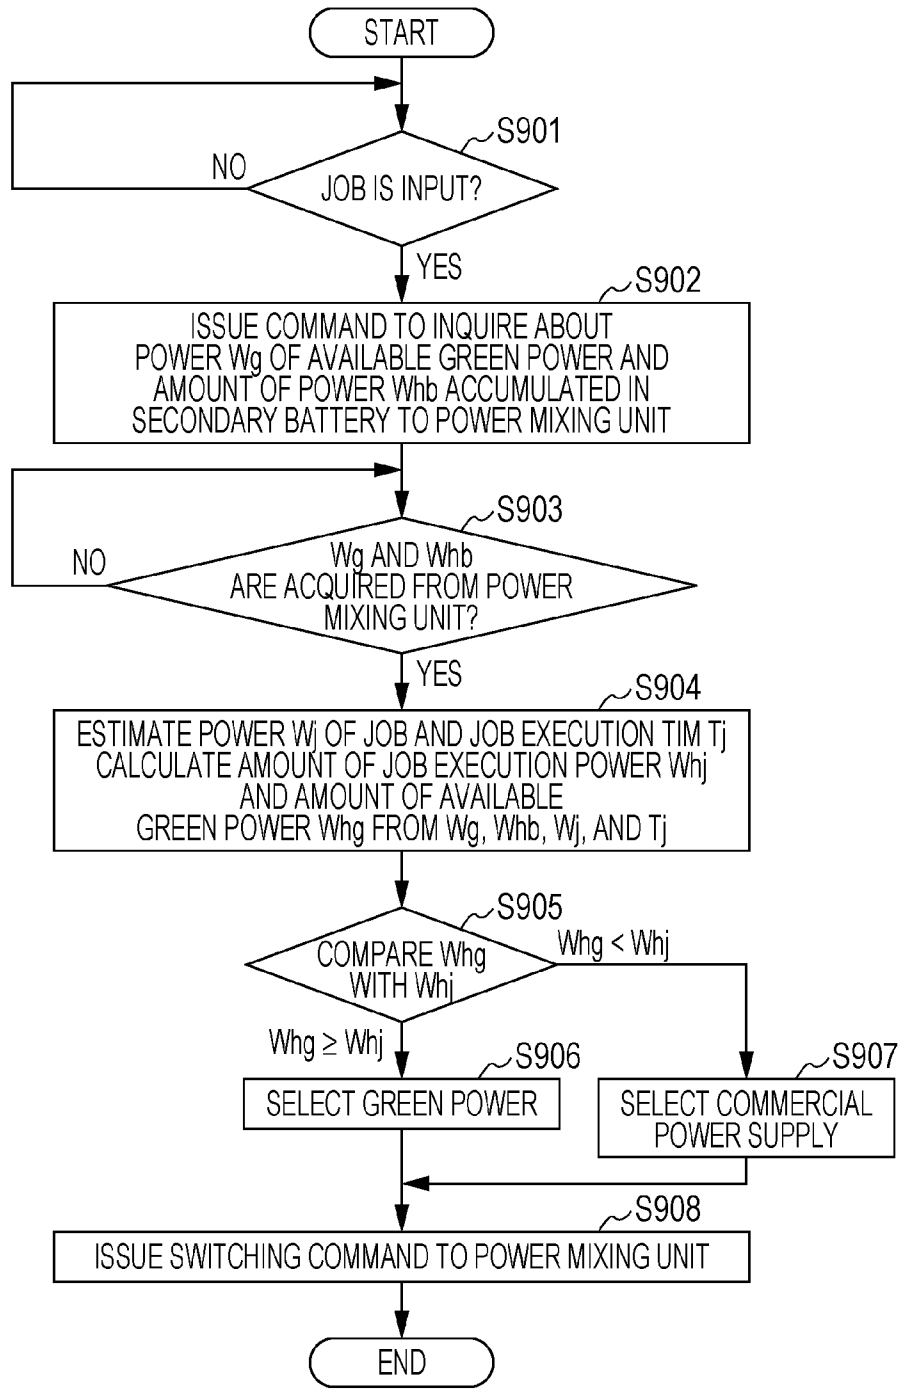 START
S901
NO
JOB IS INPUT?
YES
S902
ISSUE COMMAND TO INQUIRE ABOUT
POWER Wg OF AVAILABLE GREEN POWER AND
AMOUNT OF POWER Whb ACCUMULATED IN
SECONDARY BATTERY TO POWER MIXING UNIT
S903
NO
Wg AND Whb
ARE ACQUIRED FROM POWER
MIXING UNIT?
YES
S904
ESTIMATE POWER Wj OF JOB AND JOB EXECUTION TIM Tj
CALCULATE AMOUNT OF JOB EXECUTION POWER Whj
AND AMOUNT OF AVAILABLE
GREEN POWER Whg FROM Wg, Whb, Wj, AND Tj
S905
COMPARE Whg
WITH Whj
Whg < Whj
Whg ≥ Whj
S906
SELECT GREEN POWER
S907
SELECT COMMERCIAL
POWER SUPPLY
S908
ISSUE SWITCHING COMMAND TO POWER MIXING UNIT
END